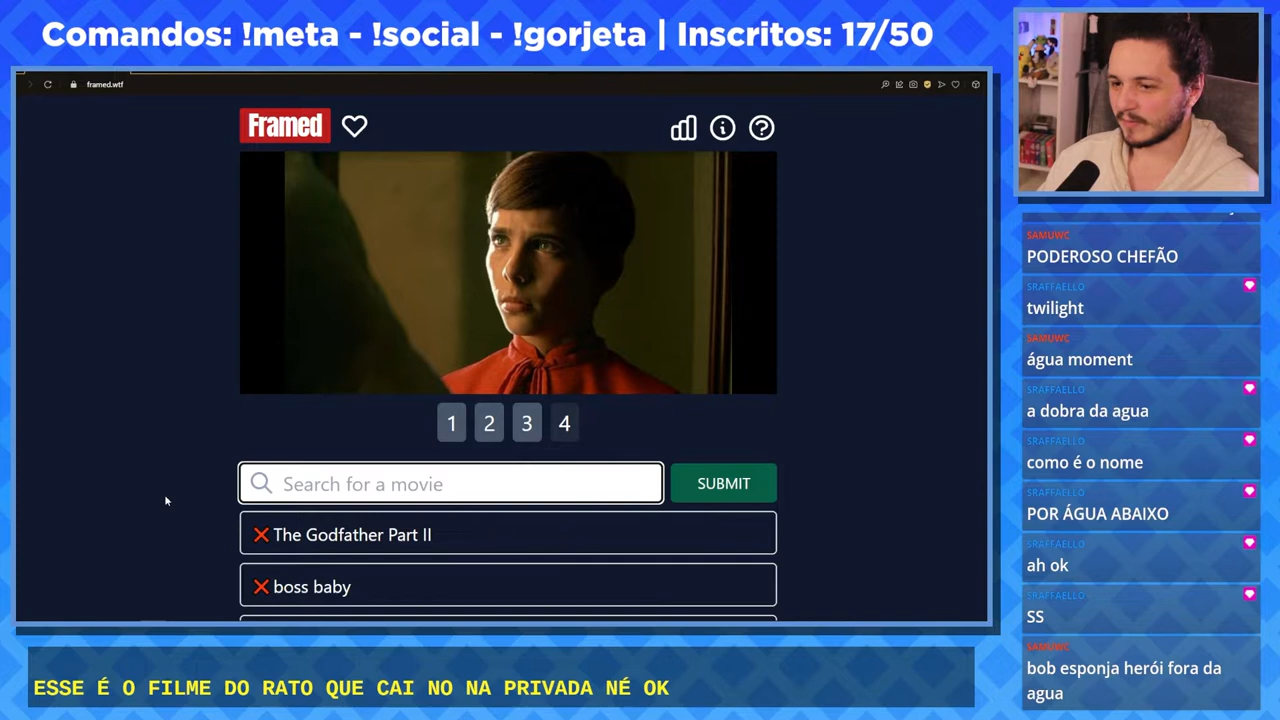 Comandos: !meta - !social - !gorjeta | Inscritos: 17/50
framed.wtf
Framed
1 2 3 4
Search for a movie
SUBMIT
❌ The Godfather Part II
❌ boss baby
SAMUWC
PODEROSO CHEFÃO
SRAFFAELLO
twilight
SAMUWC
água moment
SRAFFAELLO
a dobra da agua
SRAFFAELLO
como é o nome
SRAFFAELLO
POR ÁGUA ABAIXO
SRAFFAELLO
ah ok
SRAFFAELLO
SS
SAMUWC
bob esponja herói fora da
agua
ESSE É O FILME DO RATO QUE CAI NO NA PRIVADA NÉ OK